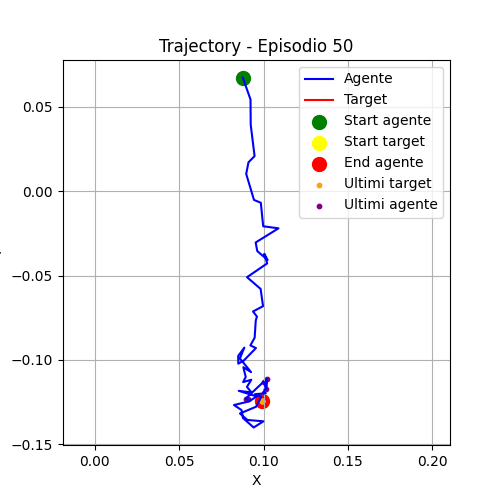 Trajectory - Episodio 50
Agente
Target
Start agente
Start target
End agente
Ultimi target
Ultimi agente
0.05
0.00
−0.05
−0.10
−0.15
0.00 0.05 0.10 0.15 0.20
X